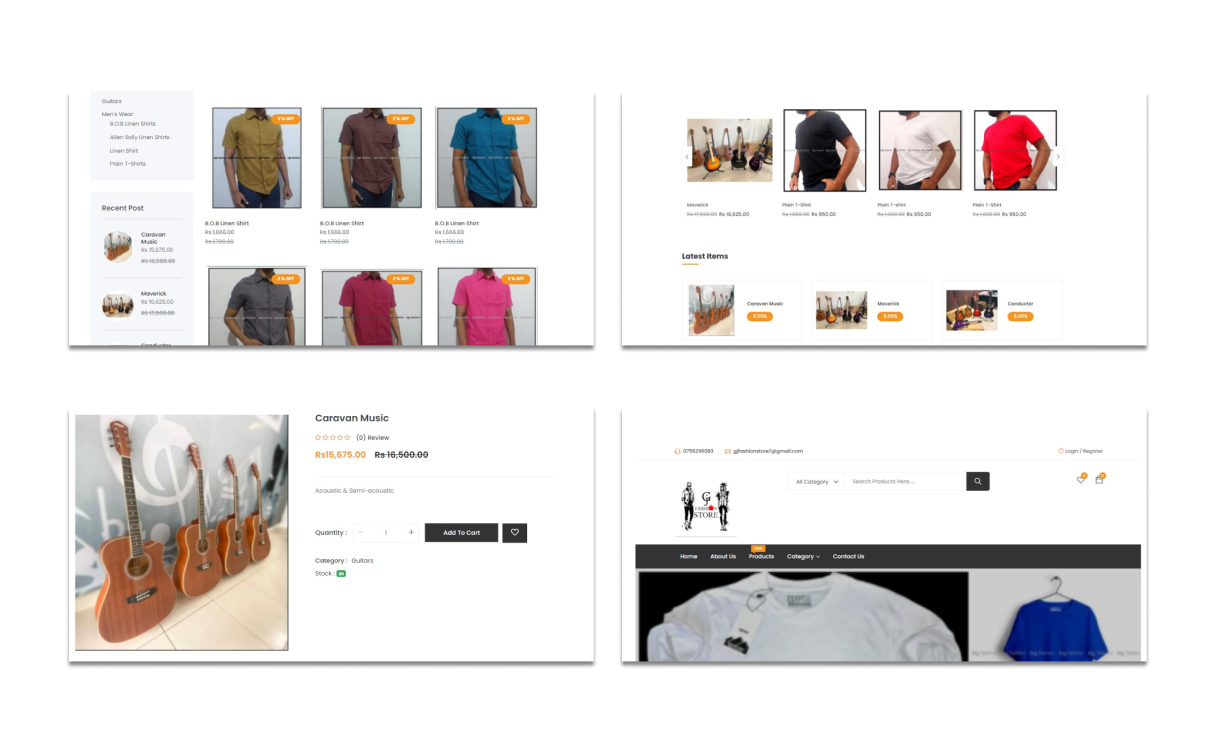 Guitars
Men's Wear
B.O.B Linen Shirts
Allen Solly Linen Shirts
Linen Shirt
Plain T-Shirts
Recent Post
Caravan
Music
Rs 15,675.00
Rs 16,500.00
Maverick
Rs 16,625.00
Rs 17,500.00
Conductor
2 % OFF
2 % OFF
2 % OFF
B.O.B Linen Shirt
Rs 1,666.00
Rs 1,700.00
B.O.B Linen Shirt
Rs 1,666.00
Rs 1,700.00
B.O.B Linen Shirt
Rs 1,666.00
Rs 1,700.00
2 % OFF
2 % OFF
2 % OFF
Maverick
Rs 17,500.00 Rs 16,625.00
Plain T-Shirt
Rs 1,000.00 Rs 950.00
Plain T-shirt
Rs 1,000.00 Rs 950.00
Plain T-Shirt
Rs 1,000.00 Rs 950.00
Latest Items
Caravan Music
5.00%
Maverick
5.00%
Conductor
5.00%
Caravan Music
(0) Review
Rs15,675.00 Rs 16,500.00
Acoustic & Semi-acoustic
Quantity : − 1 + Add To Cart
Category : Guitars
Stock :
0756296083 gjfashionstore7@gmail.com Login / Register
All Category Search Products Here....
0 0
GJ
FASHION
STORE
Home About Us Products Category Contact Us